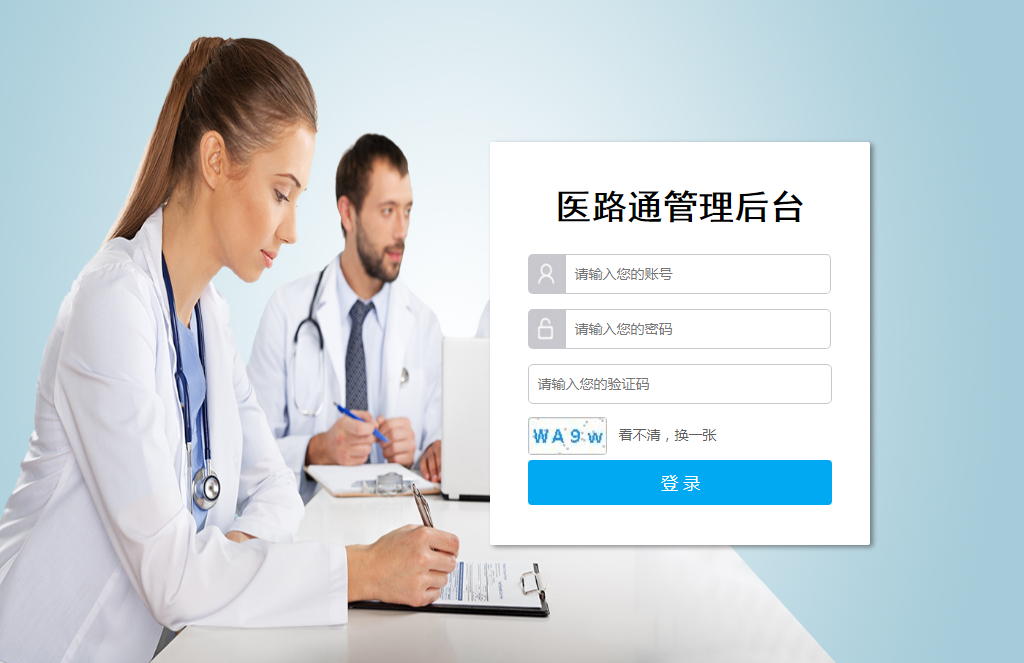 医路通管理后台
请输入您的账号
请输入您的密码
请输入您的验证码
WA9w 看不清，换一张
登录